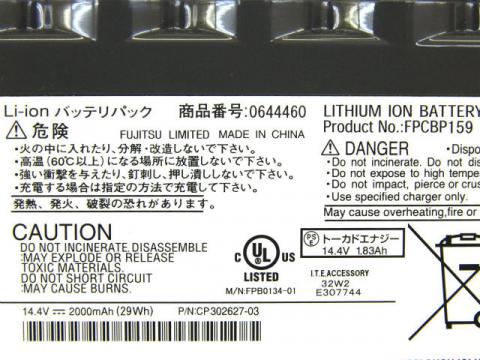 Li-ion バッテリパック 商品番号:0644460
⚠危険 FUJITSU LIMITED MADE IN CHINA
・火の中に入れたり、分解・改造しないで下さい。
・高温(60℃以上)になる場所に放置しないで下さい。
・強い衝撃を与えたり、釘刺し、押し潰ししないで下さい。
・充電する場合は指定の方法で充電して下さい。
発熱、発火、破裂の恐れがあります。
LITHIUM ION BATTERY
Product No.:FPCBP159
⚠DANGER ・Dispo
・Do not incinerate. Do not disa
・Do not expose to high temper
・Do not impact, pierce or crus
・Use specified charger only.
May cause overheating,fire or
CAUTION
DO NOT INCINERATE.DISASSEMBLE
:MAY EXPLODE OR RELEASE
TOXIC MATERIALS.
DO NOT SHORT CIRCUIT
:MAY CAUSE BURNS.
c UL US
LISTED
M/N:FPB0134-01
PSE トーカドエナジー
14.4V 1.83Ah
I.T.E.ACCESSORY
32W2
E307744
14.4V⎓ 2000mAh (29Wh) P/N:CP302627-03